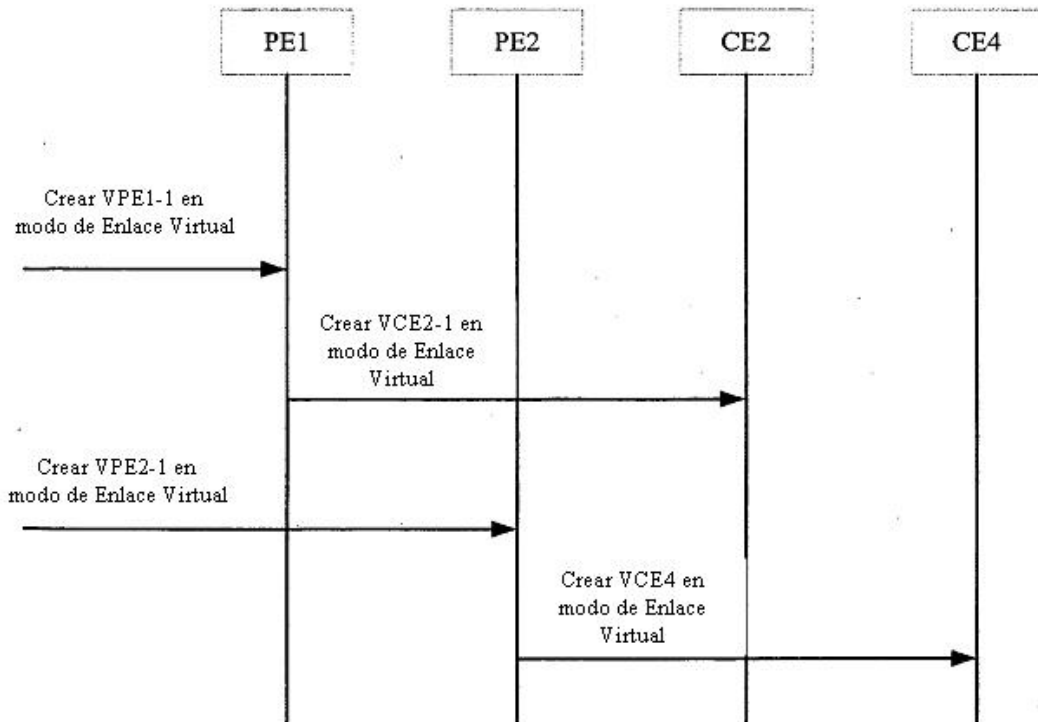 PE1
PE2
CE2
CE4
Crear VPE1-1 en
modo de Enlace Virtual
Crear VCE2-1 en
modo de Enlace
Virtual
Crear VPE2-1 en
modo de Enlace Virtual
Crear VCE4 en
modo de Enlace
Virtual